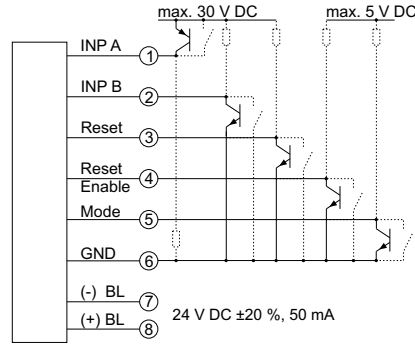 max. 30 V DC
max. 5 V DC
INP A
1
INP B
2
Reset
3
Reset
Enable
4
Mode
5
GND
6
(-) BL
7
24 V DC ±20 %, 50 mA
(+) BL
8